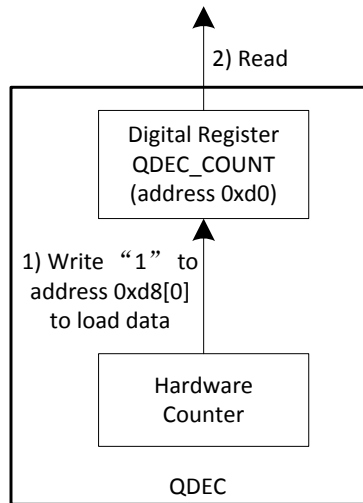 2) Read
Digital Register
QDEC_COUNT
(address 0xd0)
1) Write “1” to
address 0xd8[0]
to load data
Hardware
Counter
QDEC